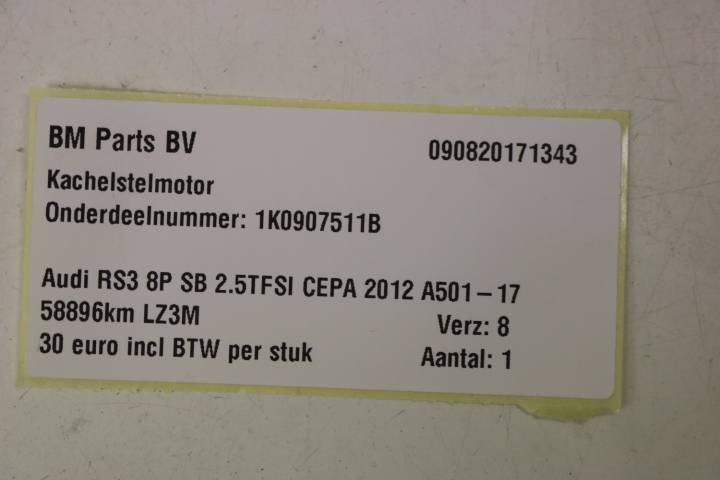 BM Parts BV 090820171343
Kachelstelmotor
Onderdeelnummer: 1K0907511B
Audi RS3 8P SB 2.5TFSI CEPA 2012 A501-17
58896km LZ3M Verz: 8
30 euro incl BTW per stuk Aantal: 1